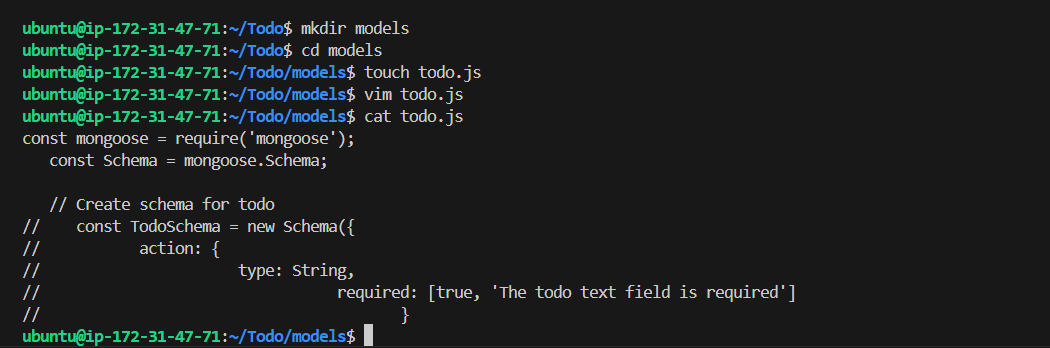 ubuntu@ip-172-31-47-71:~/Todo$ mkdir models
ubuntu@ip-172-31-47-71:~/Todo$ cd models
ubuntu@ip-172-31-47-71:~/Todo/models$ touch todo.js
ubuntu@ip-172-31-47-71:~/Todo/models$ vim todo.js
ubuntu@ip-172-31-47-71:~/Todo/models$ cat todo.js
const mongoose = require('mongoose');
   const Schema = mongoose.Schema;

   // Create schema for todo
//    const TodoSchema = new Schema({
//           action: {
//                      type: String,
//                                 required: [true, 'The todo text field is required']
//                                        }
ubuntu@ip-172-31-47-71:~/Todo/models$